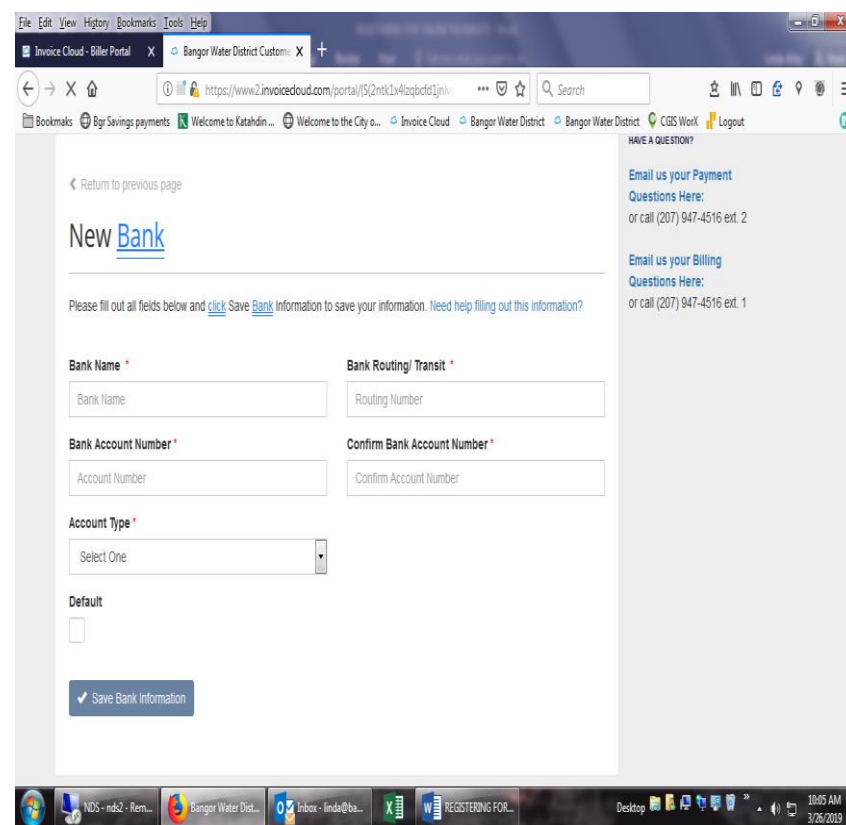 File Edit View History Bookmarks Tools Help
Invoice Cloud - Biller Portal X Bangor Water District Custome X +
https://www2.invoicecloud.com/portal/(S(2ntk1x4lzqbcfd1jnlv ... Search
Bookmaks Bgr Savings payments Welcome to Katahdin ... Welcome to the City o... Invoice Cloud Bangor Water District Bangor Water District CGIS WorX Logout
HAVE A QUESTION?
Email us your Payment
Questions Here:
or call (207) 947-4516 ext. 2
Email us your Billing
Questions Here:
or call (207) 947-4516 ext. 1
Return to previous page
New Bank
Please fill out all fields below and click Save Bank Information to save your information. Need help filling out this information?
Bank Name * Bank Routing/ Transit *
Bank Name Routing Number
Bank Account Number * Confirm Bank Account Number *
Account Number Confirm Account Number
Account Type *
Select One
Default
Save Bank Information
NDS - nds2 - Rem... Bangor Water Dist... Inbox - linda@ba... REGISTERING FOR... Desktop » 10:05 AM
3/26/2019